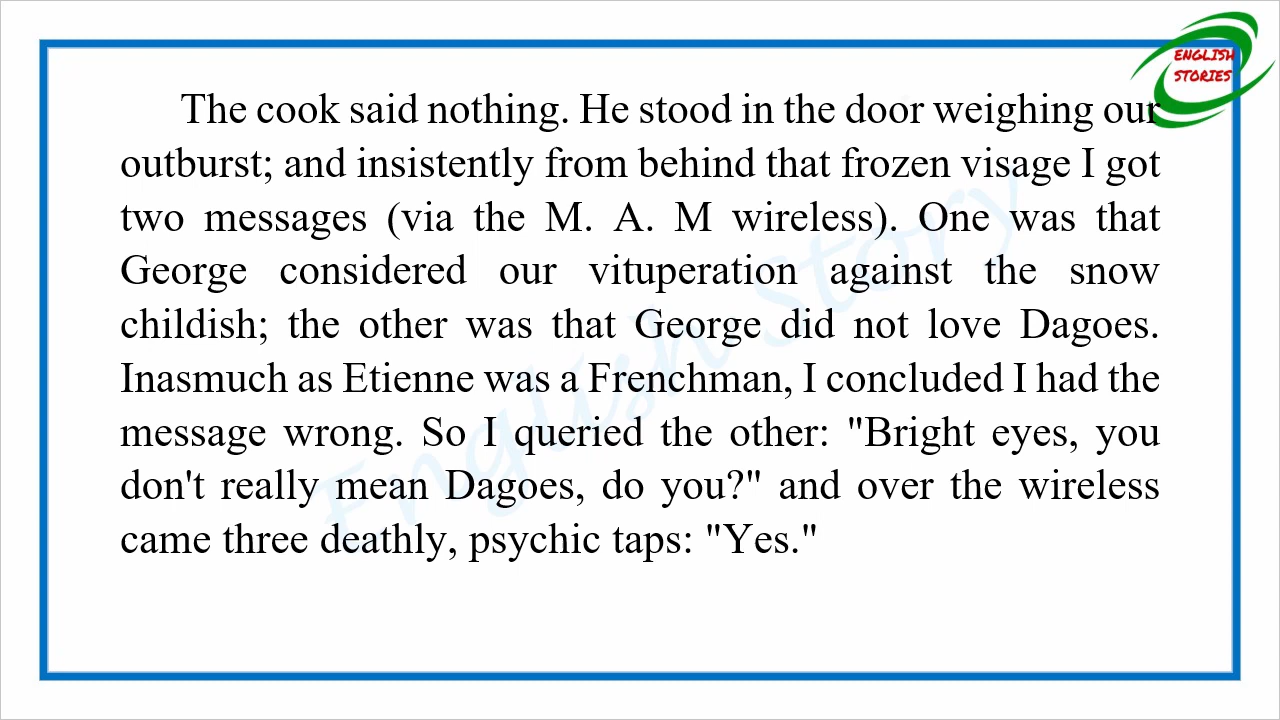 ENGLISH
STORIES
The cook said nothing. He stood in the door weighing our
outburst; and insistently from behind that frozen visage I got
two messages (via the M. A. M wireless). One was that
George considered our vituperation against the snow
childish; the other was that George did not love Dagoes.
Inasmuch as Etienne was a Frenchman, I concluded I had the
message wrong. So I queried the other: "Bright eyes, you
don't really mean Dagoes, do you?" and over the wireless
came three deathly, psychic taps: "Yes."
English Story